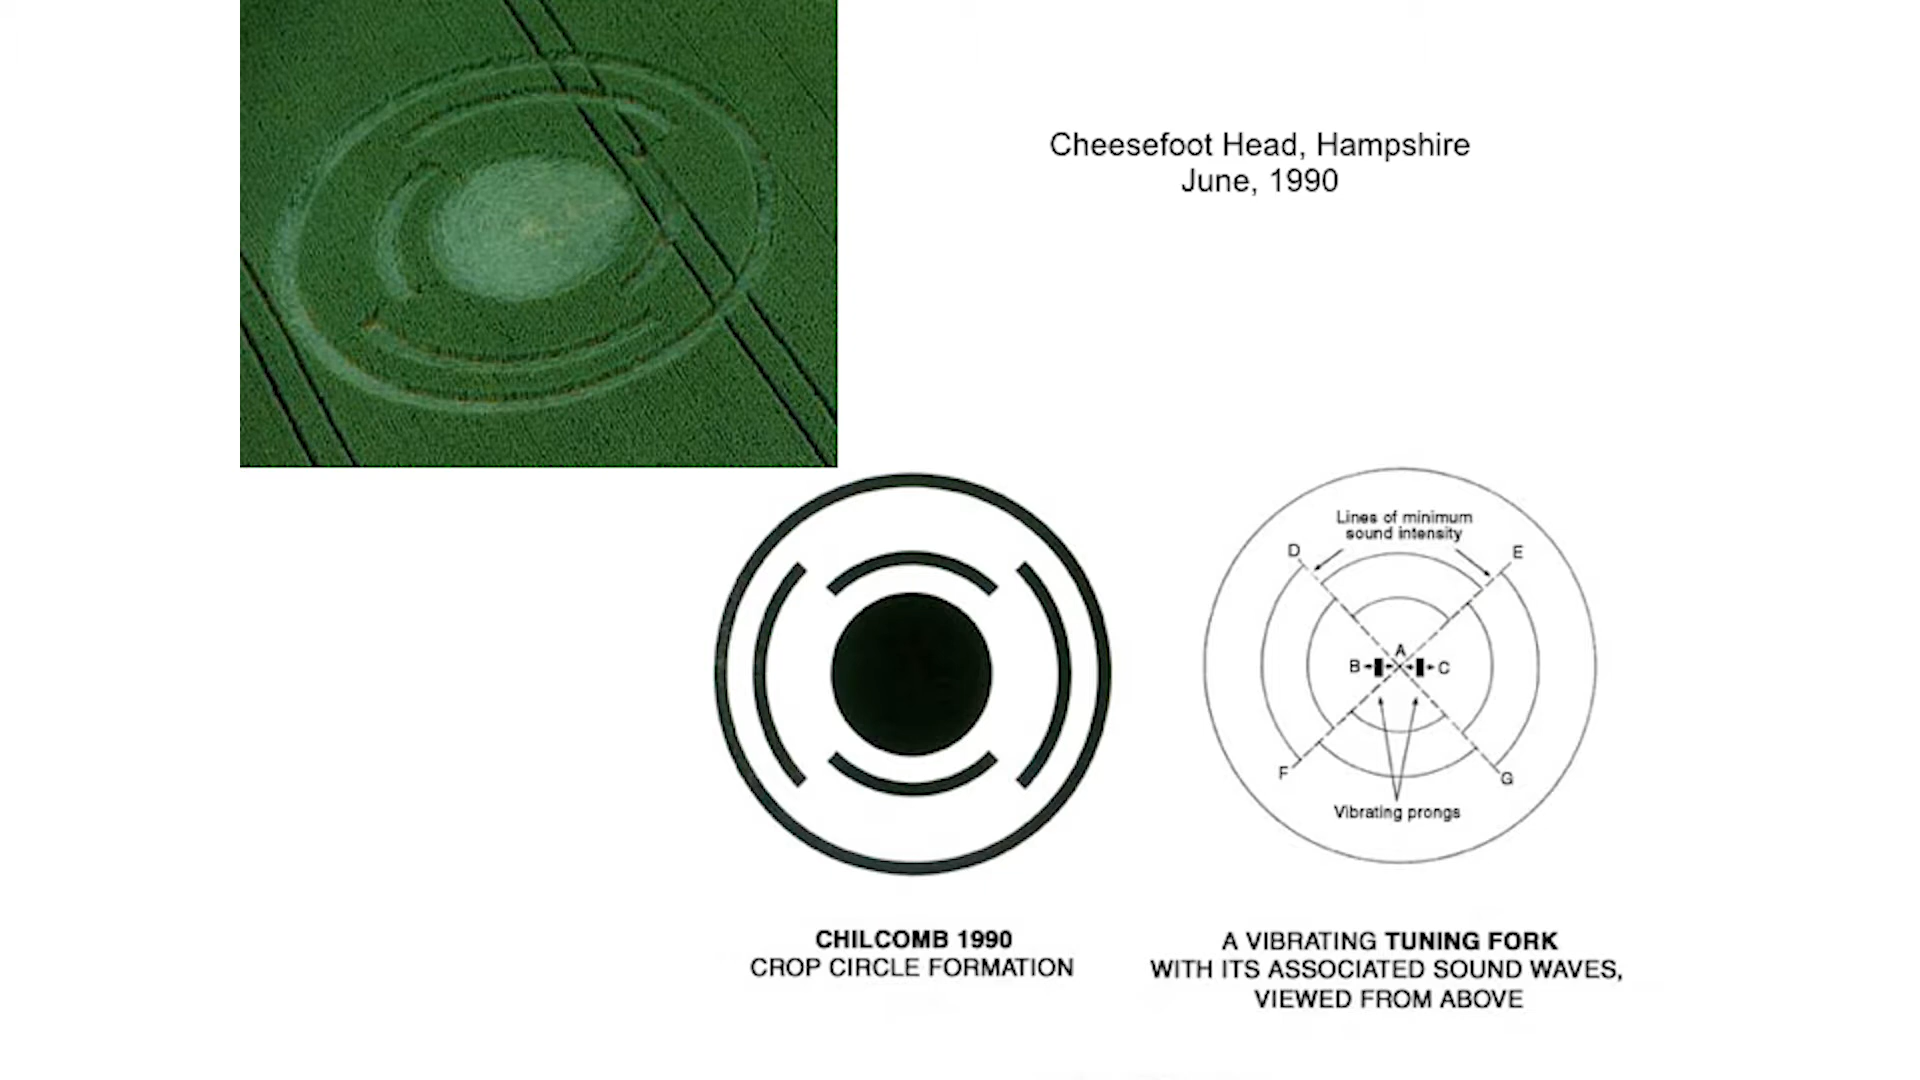 Cheesefoot Head, Hampshire
June, 1990
Lines of minimum
sound intensity
D
E
A
B
C
F
G
Vibrating prongs
CHILCOMB 1990
CROP CIRCLE FORMATION
A VIBRATING TUNING FORK
WITH ITS ASSOCIATED SOUND WAVES,
VIEWED FROM ABOVE